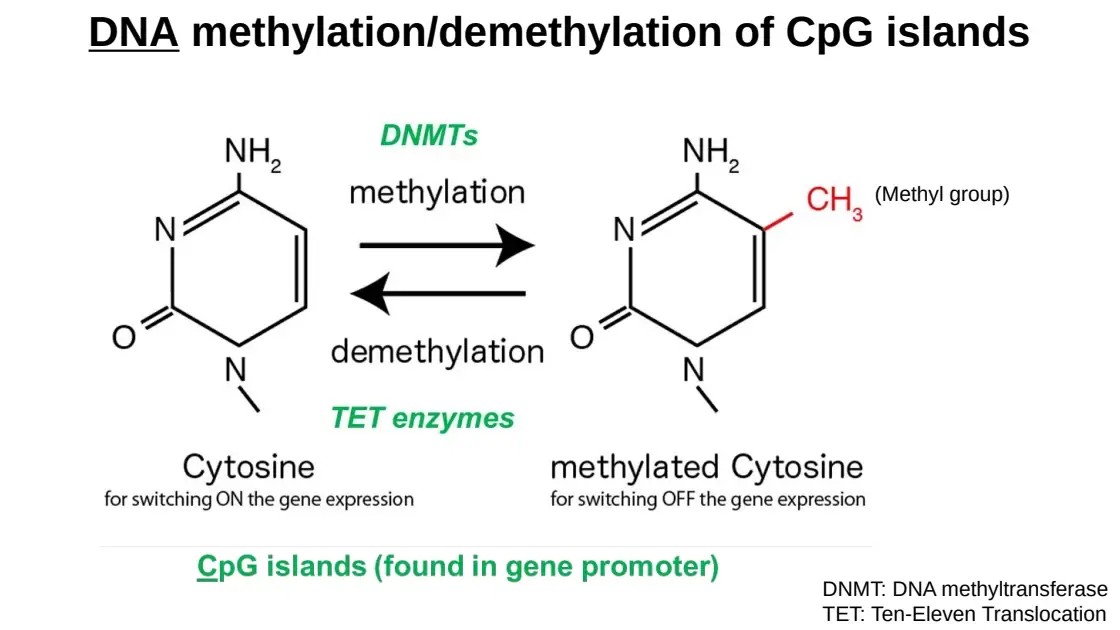 DNA methylation/demethylation of CpG islands
DNMTs
methylation
demethylation
TET enzymes
NH2
N
O
N
Cytosine
for switching ON the gene expression
NH2
CH3 (Methyl group)
N
O
N
methylated Cytosine
for switching OFF the gene expression
CpG islands (found in gene promoter)
DNMT: DNA methyltransferase
TET: Ten-Eleven Translocation